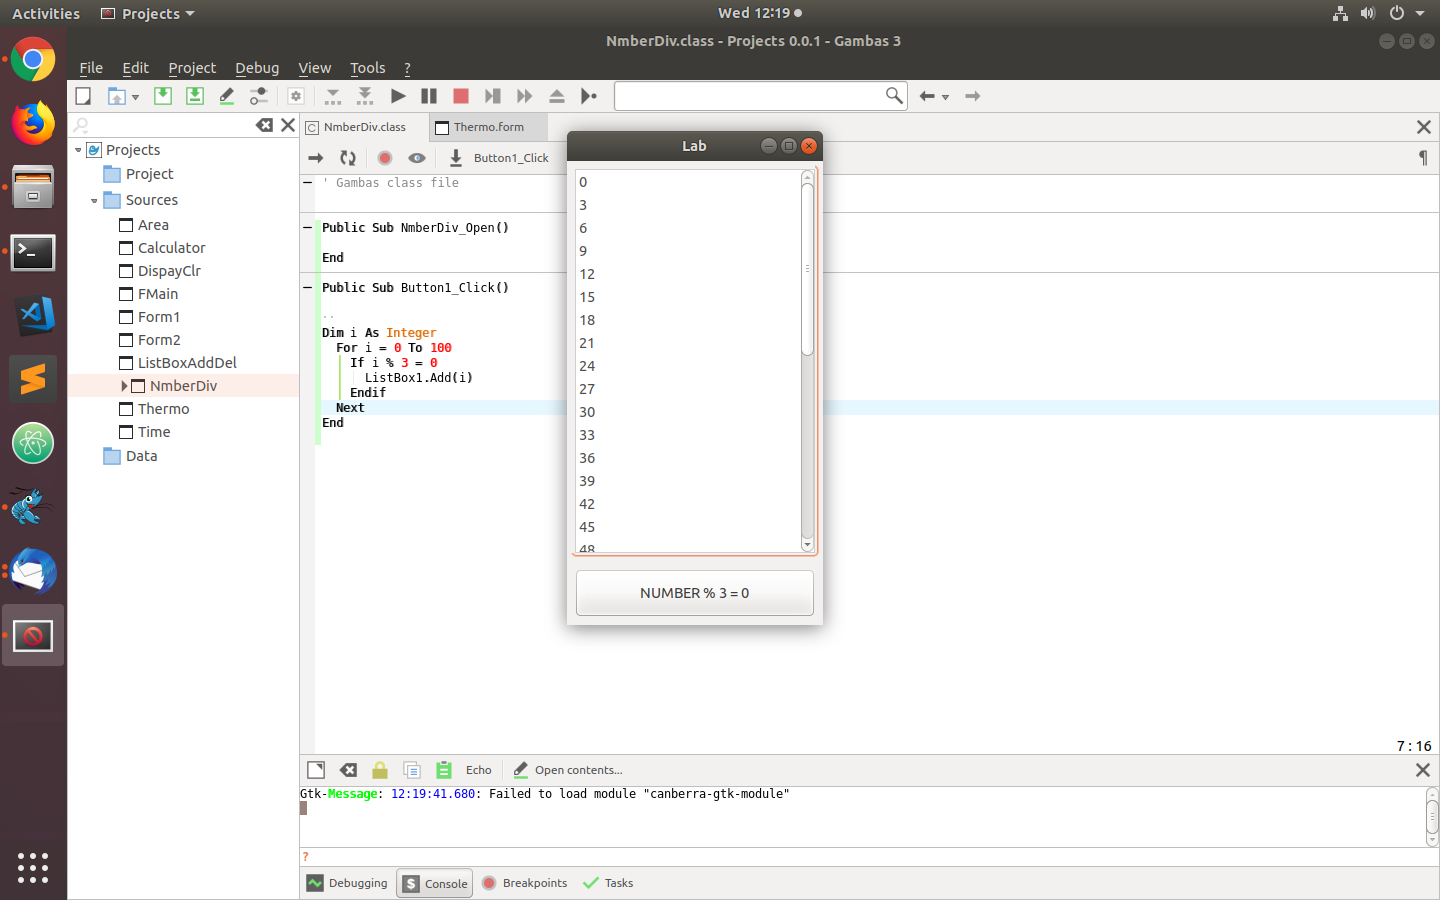 Activities
Projects
Wed 12:19
NmberDiv.class - Projects 0.0.1 - Gambas 3
File Edit Project Debug View Tools ?
NmberDiv.class
Thermo.form
Button1_Click
Projects
Project
Sources
Area
Calculator
DispayClr
FMain
Form1
Form2
ListBoxAddDel
NmberDiv
Thermo
Time
Data
' Gambas class file
Public Sub NmberDiv_Open()
End
Public Sub Button1_Click()
..
Dim i As Integer
For i = 0 To 100
If i % 3 = 0
ListBox1.Add(i)
Endif
Next
End
Lab
0
3
6
9
12
15
18
21
24
27
30
33
36
39
42
45
48
NUMBER % 3 = 0
7 : 16
Echo
Open contents...
Gtk-Message: 12:19:41.680: Failed to load module "canberra-gtk-module"
?
Debugging
Console
Breakpoints
Tasks